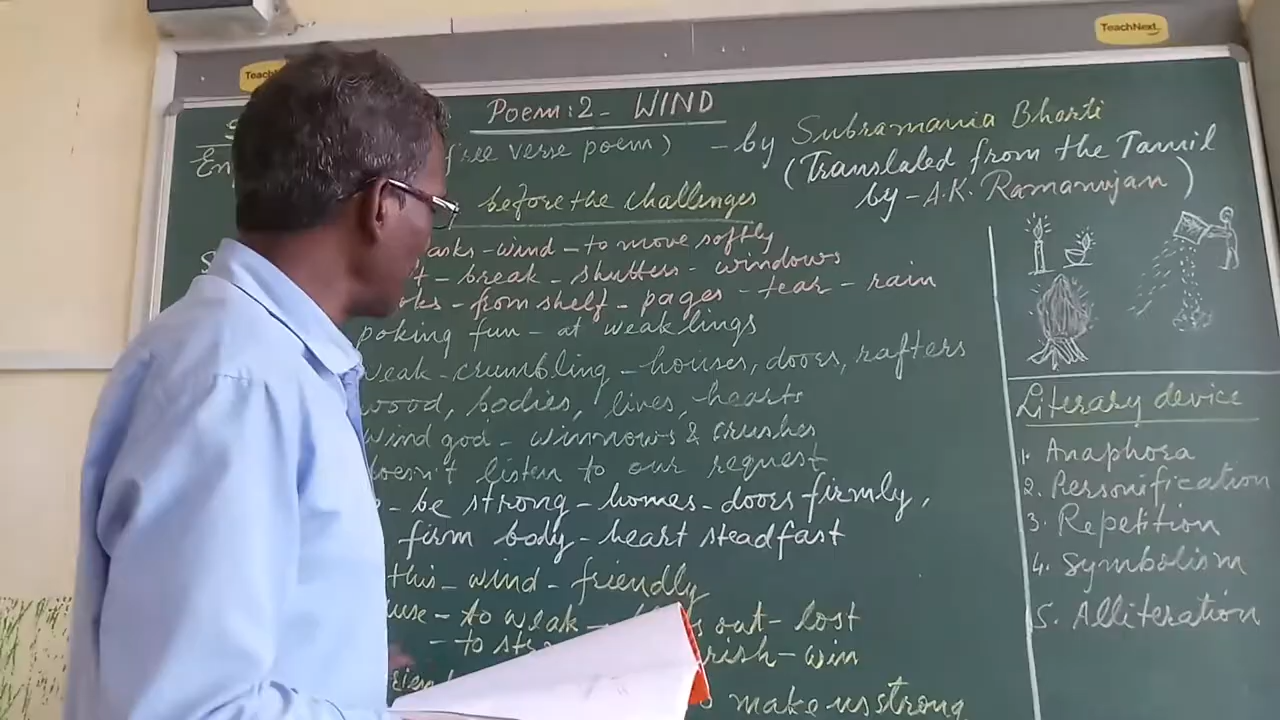 TeachNext
Poem:2- WIND
(free verse poem) - by Subramania Bharti
(Translated from the Tamil
by - A.K. Ramanujan)
En
before the challenges
asks - wind - to move softly
break - shutters - windows
from shelf - pages - tear - rain
poking fun - at weaklings
weak - crumbling - houses, doors, rafters
wood, bodies, lives, hearts
wind god - winnows & crushes
doesn't listen to our request
be strong - homes - doors firmly,
firm body - heart steadfast
this - wind - friendly
to weak - out - lost
- to rish - win
make us strong
Literary device
1. Anaphora
2. Personification
3. Repetition
4. Symbolism
5. Alliteration